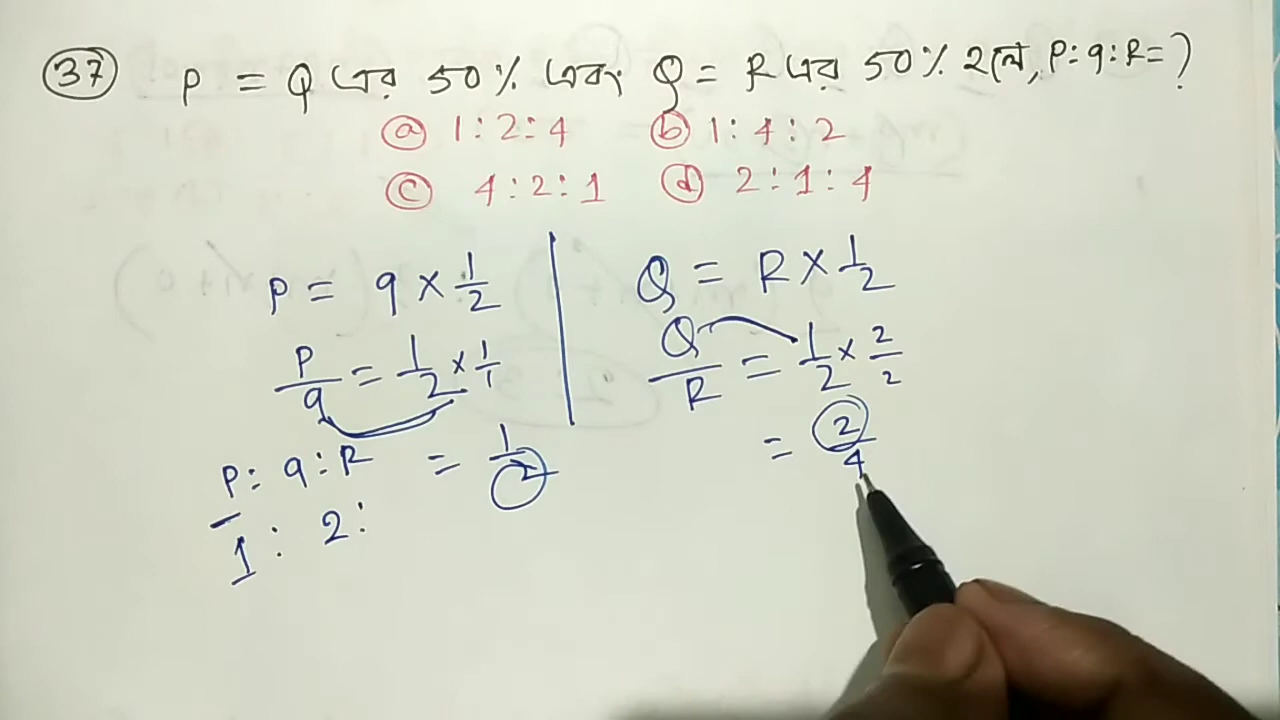 37 P = Q এর 50% এবং Q = R এর 50% হলে, P:q:R=?
a 1:2:4 b 1:4:2
c 4:2:1 d 2:1:4
P = q × 1/2
P/q = 1/2 × 1/1
= 1/2
P: q:R
1: 2:
Q = R × 1/2
Q/R = 1/2 × 2/2
= 2/4